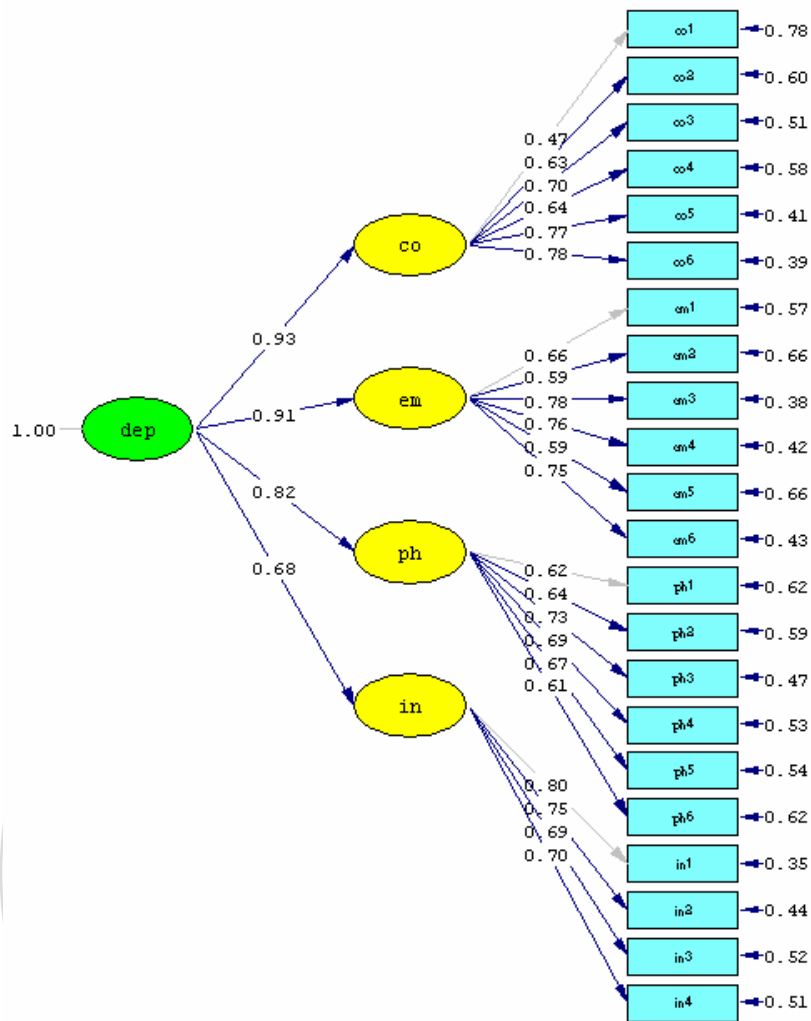 co1 0.78
co2 0.60
co3 0.51
0.47
0.63
co4 0.58
0.70
0.64
co5 0.41
0.77
co 0.78
co6 0.39
em1 0.57
0.93
em2 0.66
0.66
0.59
em 0.78
em3 0.38
0.91
0.76
1.00 dep
em4 0.42
0.59
0.75
0.82
em5 0.66
em6 0.43
ph 0.62
0.68
ph1 0.62
0.64
0.73
ph2 0.59
0.69
0.67
ph3 0.47
0.61
in
ph4 0.53
ph5 0.54
0.80
0.75
ph6 0.62
0.69
0.70
in1 0.35
in2 0.44
in3 0.52
in4 0.51